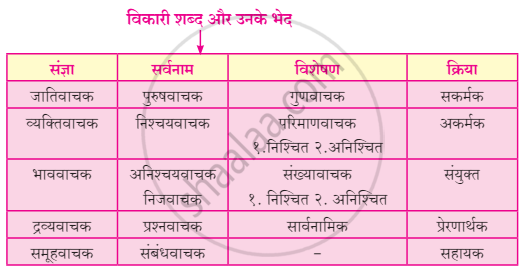 विकारी शब्द और उनके भेद
संज्ञा सर्वनाम विशेषण क्रिया
जातिवाचक पुरुषवाचक गुणवाचक सकर्मक
व्यक्तिवाचक निश्चयवाचक परिमाणवाचक अकर्मक
१.निश्चित २.अनिश्चित
भाववाचक अनिश्चयवाचक संख्यावाचक संयुक्त
निजवाचक १. निश्चित २. अनिश्चित
द्रव्यवाचक प्रश्नवाचक सार्वनामिक प्रेरणार्थक
समूहवाचक संबंधवाचक – सहायक
shaalaa.com